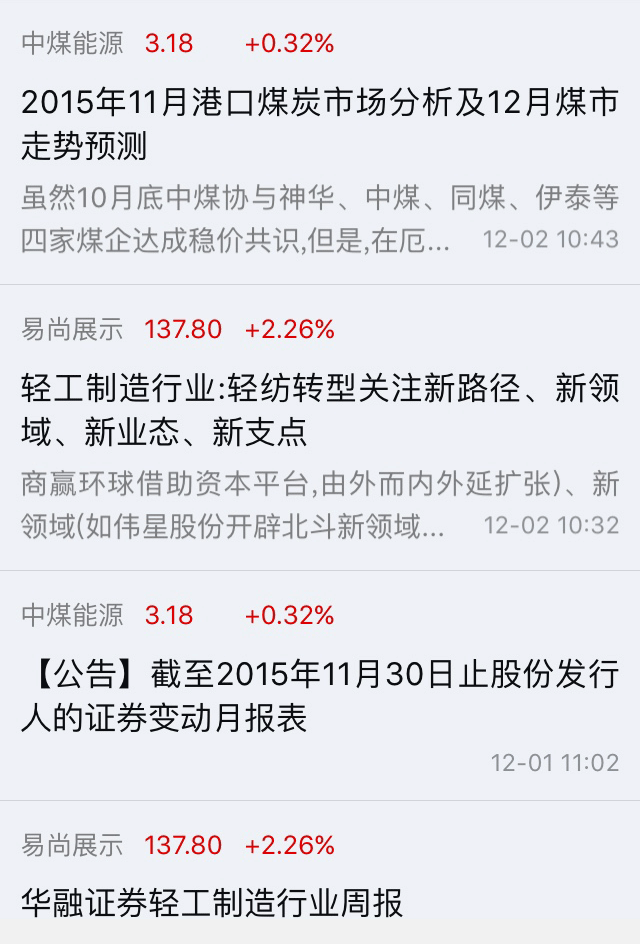 中煤能源 3.18 +0.32%
2015年11月港口煤炭市场分析及12月煤市
走势预测
虽然10月底中煤协与神华、中煤、同煤、伊泰等
四家煤企达成稳价共识,但是,在厄... 12-02 10:43
易尚展示 137.80 +2.26%
轻工制造行业:轻纺转型关注新路径、新领
域、新业态、新支点
商赢环球借助资本平台,由外而内外延扩张)、新
领域(如伟星股份开辟北斗新领域... 12-02 10:32
中煤能源 3.18 +0.32%
【公告】截至2015年11月30日止股份发行
人的证券变动月报表
12-01 11:02
易尚展示 137.80 +2.26%
华融证券轻工制造行业周报